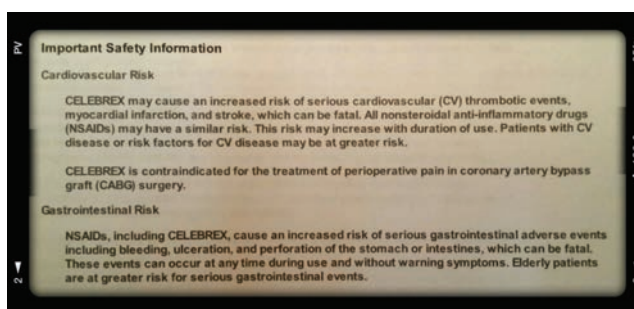 PV
Important Safety Information
Cardiovascular Risk
CELEBREX may cause an increased risk of serious cardiovascular (CV) thrombotic events,
myocardial infarction, and stroke, which can be fatal. All nonsteroidal anti-inflammatory drugs
(NSAIDs) may have a similar risk. This risk may increase with duration of use. Patients with CV
disease or risk factors for CV disease may be at greater risk.
CELEBREX is contraindicated for the treatment of perioperative pain in coronary artery bypass
graft (CABG) surgery.
Gastrointestinal Risk
NSAIDs, including CELEBREX, cause an increased risk of serious gastrointestinal adverse events
including bleeding, ulceration, and perforation of the stomach or intestines, which can be fatal.
These events can occur at any time during use and without warning symptoms. Elderly patients
are at greater risk for serious gastrointestinal events.
2